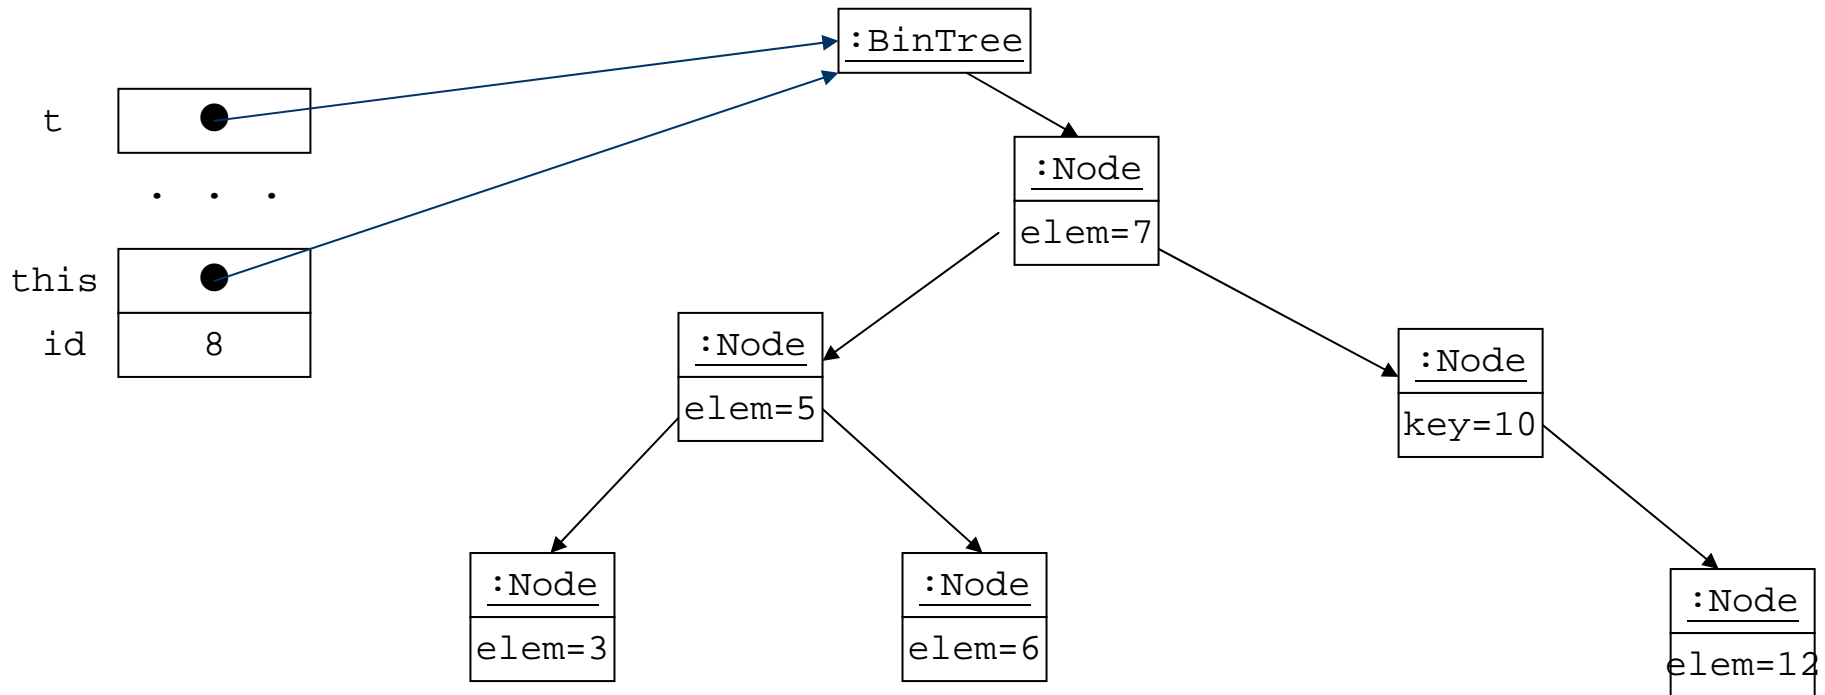 :BinTree
t
. . .
:Node
elem=7
this
id 8
:Node
elem=5
:Node
key=10
:Node
elem=3
:Node
elem=6
:Node
elem=12